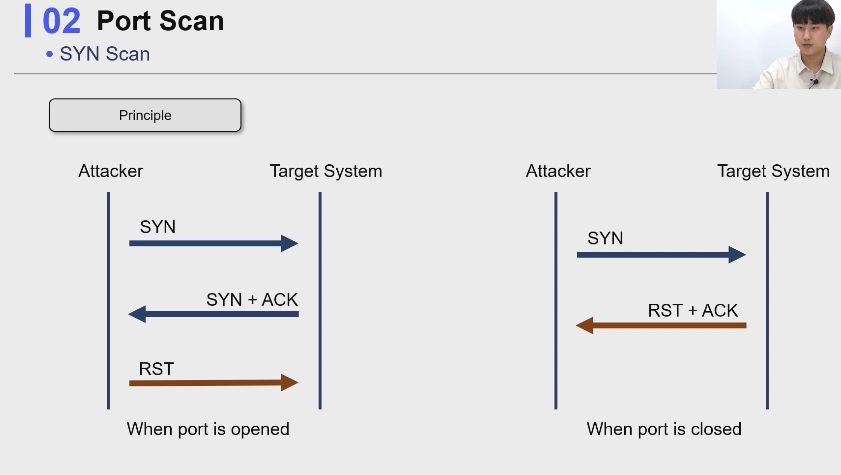 02 Port Scan
• SYN Scan
Principle
Attacker
Target System
SYN
SYN + ACK
RST
When port is opened
Attacker
Target System
SYN
RST + ACK
When port is closed